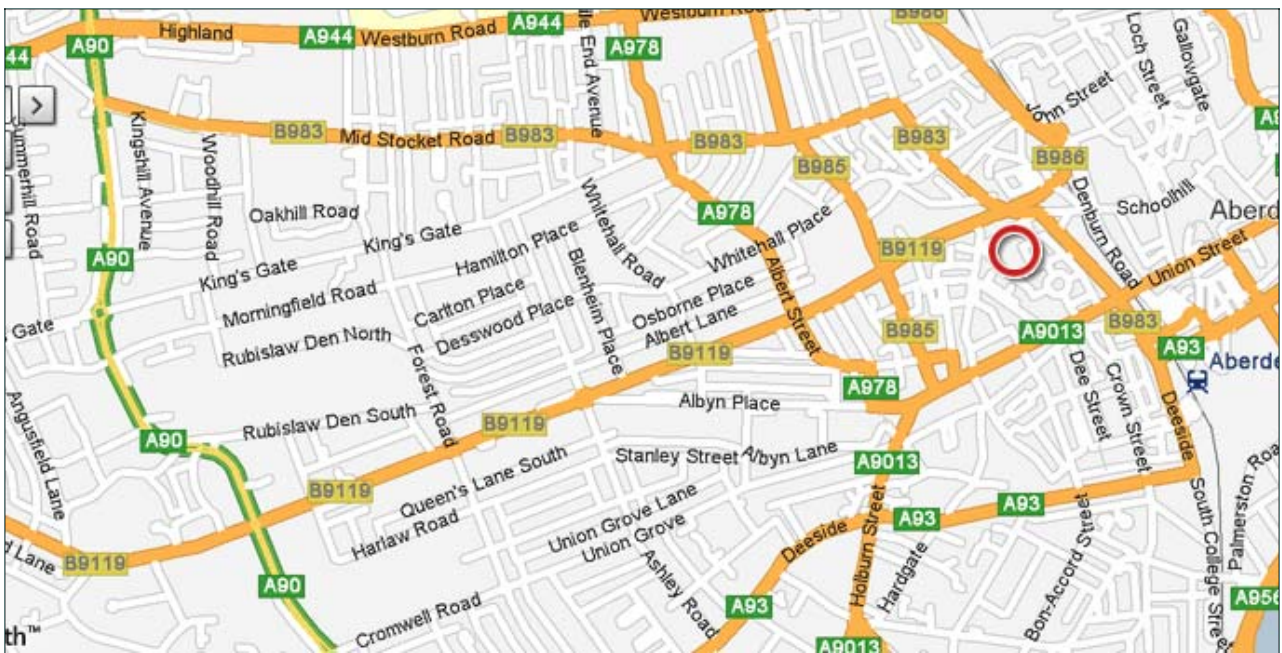 Westburn Road
B986
A90
Highland
A944
Westburn Road
A944
A978
44
End Avenue
Loch Street
Gallowgate
>
John Street
B983
Mid Stocket Road
B983
B983
B983
B985
B986
Summerhill Road
Kingshill Avenue
Woodhill Road
Oakhill Road
Whitehall Road
A978
Denburn Road
Schoolhill
King's Gate
Hamilton Place
Whitehall Place
B9119
A90
King's Gate
Blenheim Place
Albert Street
Union Street
Morningfield Road
Carlton Place
Osborne Place
Gate
Rubislaw Den North
Desswood Place
Albert Lane
B985
A9013
B983
B9119
A93
Forest Road
A978
Dee Street
Crown Street
Deeside
Angusfield Lane
Rubislaw Den South
Albyn Place
A90
B9119
Stanley Street
Albyn Lane
A9013
B9119
Queen's Lane South
South College Street
Palmerston
Harlaw Road
Union Grove Lane
Union Grove
Deeside
A93
A93
Lane
B9119
Ashley Road
Holburn Street
Hardgate
Bon-Accord Street
A90
Cromwell Road
A93
A956
th™
A9013